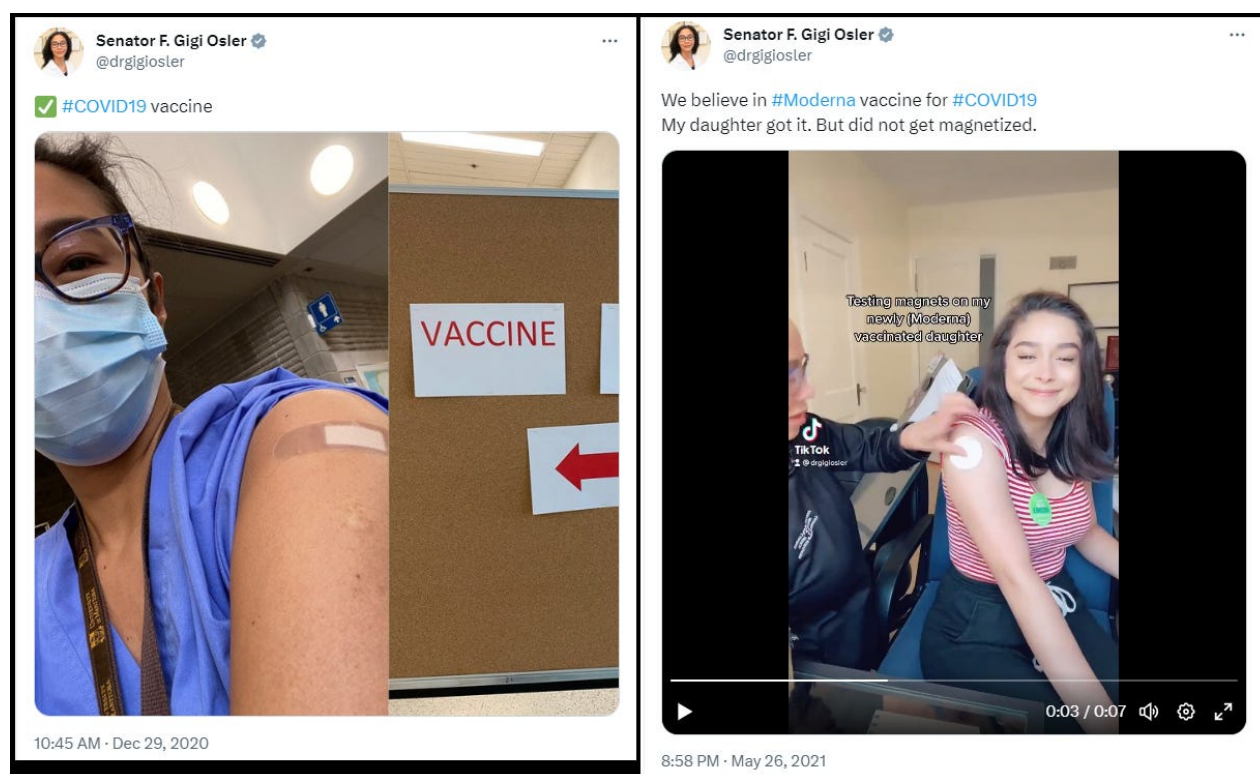 Senator F. Gigi Osler
@drgigiosler
✅ #COVID19 vaccine
VACCINE
10:45 AM · Dec 29, 2020
Senator F. Gigi Osler
@drgigiosler
We believe in #Moderna vaccine for #COVID19
My daughter got it. But did not get magnetized.
Testing magnets on my
newly (Moderna)
vaccinated daughter
TikTok
@drgigiosler
0:03 / 0:07
8:58 PM · May 26, 2021